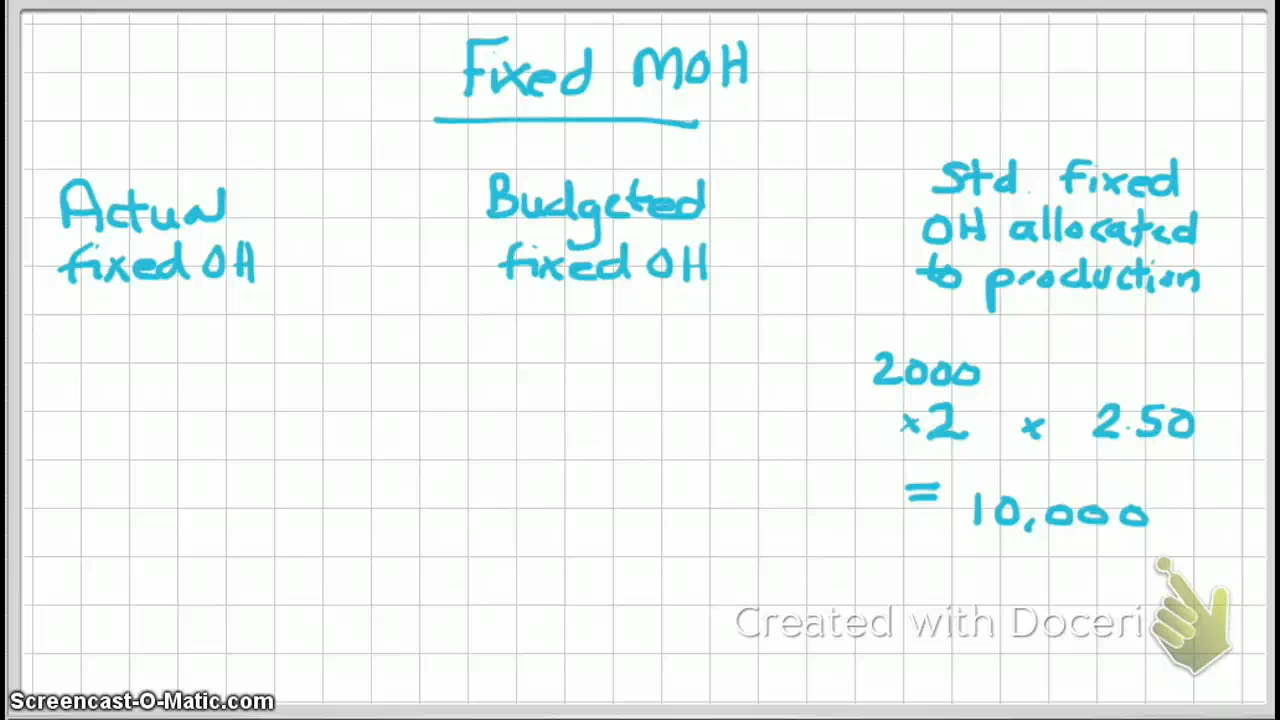 Fixed MOH
Actual
fixed OH
Budgeted
fixed OH
Std. fixed
OH allocated
to production
2000
×2 × 2.50
= 10,000
Created with Doceri
Screencast-O-Matic.com